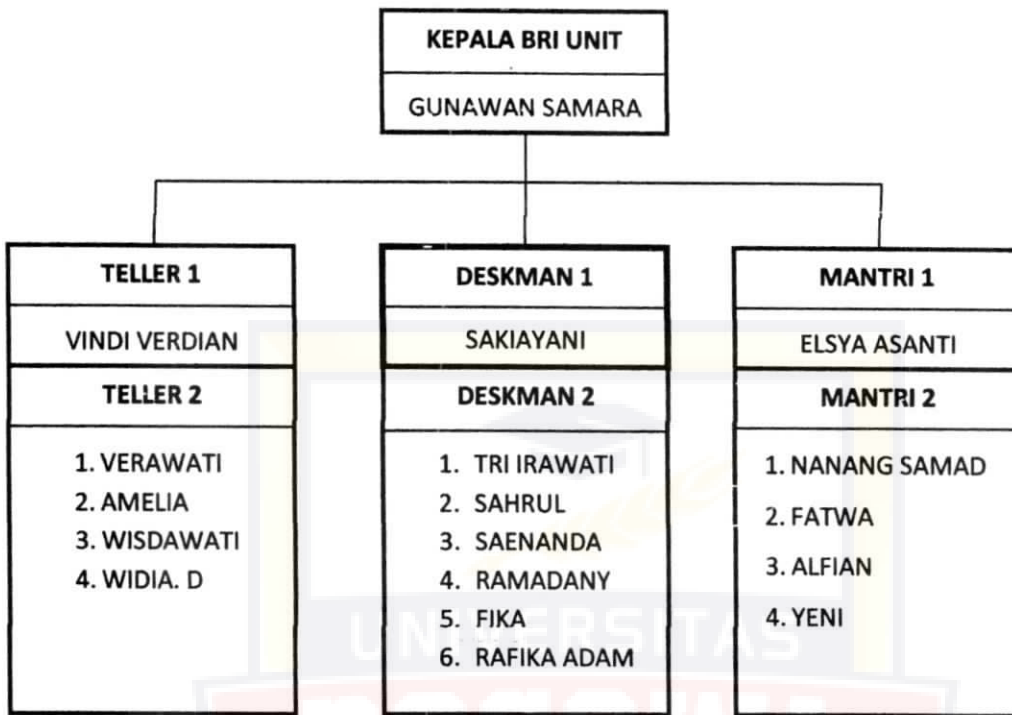 KEPALA BRI UNIT
GUNAWAN SAMARA
TELLER 1
VINDI VERDIAN
TELLER 2
1. VERAWATI
2. AMELIA
3. WISDAWATI
4. WIDIA. D
DESKMAN 1
SAKIAYANI
DESKMAN 2
1. TRI IRAWATI
2. SAHRUL
3. SAENANDA
4. RAMADANY
5. FIKA
6. RAFIKA ADAM
MANTRI 1
ELSYA ASANTI
MANTRI 2
1. NANANG SAMAD
2. FATWA
3. ALFIAN
4. YENI
UNIVERSITAS